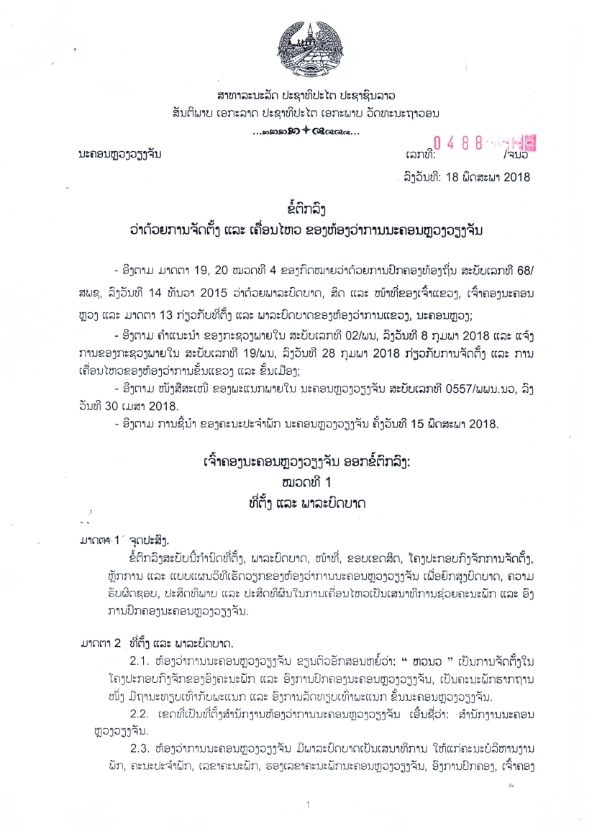 ສາທາລະນະລັດ ປະຊາທິປະໄຕ ປະຊາຊົນລາວ
ສັນຕິພາບ ເອກະລາດ ປະຊາທິປະໄຕ ເອກະພາບ ວັດທະນະຖາວອນ
ນະຄອນຫຼວງວຽງຈັນ ເລກທີ: 0488 /ຈນວ
ລົງວັນທີ: 18 ພຶດສະພາ 2018
ຂໍ້ຕົກລົງ
ວ່າດ້ວຍການຈັດຕັ້ງ ແລະ ເຄື່ອນໄຫວ ຂອງຫ້ອງວ່າການນະຄອນຫຼວງວຽງຈັນ
- ອີງຕາມ ມາດຕາ 19, 20 ໝວດທີ 4 ຂອງກົດໝາຍວ່າດ້ວຍການປົກຄອງທ້ອງຖິ່ນ ສະບັບເລກທີ 68/
ສພຊ, ລົງວັນທີ 14 ທັນວາ 2015 ວ່າດ້ວຍພາລະບົດບາດ, ສິດ ແລະ ໜ້າທີ່ຂອງເຈົ້າແຂວງ, ເຈົ້າຄອງນະຄອນ
ຫຼວງ ແລະ ມາດຕາ 13 ກ່ຽວກັບທີ່ຕັ້ງ ແລະ ພາລະບົດບາດຂອງຫ້ອງວ່າການແຂວງ, ນະຄອນຫຼວງ;
- ອີງຕາມ ຄໍາແນະນໍາ ຂອງກະຊວງພາຍໃນ ສະບັບເລກທີ 02/ພນ, ລົງວັນທີ 8 ກຸມພາ 2018 ແລະ ແຈ້ງ
ການຂອງກະຊວງພາຍໃນ ສະບັບເລກທີ 19/ພນ, ລົງວັນທີ 28 ກຸມພາ 2018 ກ່ຽວກັບການຈັດຕັ້ງ ແລະ ການ
ເຄື່ອນໄຫວຂອງຫ້ອງວ່າການຂັ້ນແຂວງ ແລະ ຂັ້ນເມືອງ;
- ອີງຕາມ ໜັງສືສະເໜີ ຂອງພະແນກພາຍໃນ ນະຄອນຫຼວງວຽງຈັນ ສະບັບເລກທີ 0557/ພພນ.ນວ, ລົງ
ວັນທີ 30 ເມສາ 2018.
- ອີງຕາມ ການຊີ້ນໍາ ຂອງຄະນະປະຈໍາພັກ ນະຄອນຫຼວງວຽງຈັນ ຄັ້ງວັນທີ 15 ພຶດສະພາ 2018.
ເຈົ້າຄອງນະຄອນຫຼວງວຽງຈັນ ອອກຂໍ້ຕົກລົງ:
ໝວດທີ 1
ທີ່ຕັ້ງ ແລະ ພາລະບົດບາດ
ມາດຕາ 1 ຈຸດປະສົງ.
ຂໍ້ຕົກລົງສະບັບນີ້ກໍານົດທີ່ຕັ້ງ, ພາລະບົດບາດ, ໜ້າທີ່, ຂອບເຂດສິດ, ໂຄງປະກອບກົງຈັກການຈັດຕັ້ງ,
ຫຼັກການ ແລະ ແບບແຜນວິທີເຮັດວຽກຂອງຫ້ອງວ່າການນະຄອນຫຼວງວຽງຈັນ ເພື່ອຍົກສູງບົດບາດ, ຄວາມ
ຮັບຜິດຊອບ, ປະສິດທິພາບ ແລະ ປະສິດທິຜົນໃນການເຄື່ອນໄຫວເປັນເສນາທິການຊ່ວຍຄະນະພັກ ແລະ ອົງ
ການປົກຄອງນະຄອນຫຼວງວຽງຈັນ.
ມາດຕາ 2 ທີ່ຕັ້ງ ແລະ ພາລະບົດບາດ.
2.1. ຫ້ອງວ່າການນະຄອນຫຼວງວຽງຈັນ ຂຽນຕົວອັກສອນຫຍໍ້ວ່າ: “ ຫວນວ ” ເປັນການຈັດຕັ້ງໃນ
ໂຄງປະກອບກົງຈັກຂອງອົງຄະນະພັກ ແລະ ອົງການປົກຄອງນະຄອນຫຼວງວຽງຈັນ, ເປັນຄະນະພັກຮາກຖານ
ໜຶ່ງ ມີຖານະທຽບເທົ່າກັບພະແນກ ແລະ ອົງການລັດທຽບເທົ່າພະແນກ ຂັ້ນນະຄອນຫຼວງວຽງຈັນ.
2.2. ເຂດທີ່ເປັນທີ່ຕັ້ງສໍານັກງານຫ້ອງວ່າການນະຄອນຫຼວງວຽງຈັນ ເອີ້ນຊື່ວ່າ: ສໍານັກງານນະຄອນ
ຫຼວງວຽງຈັນ.
2.3. ຫ້ອງວ່າການນະຄອນຫຼວງວຽງຈັນ ມີພາລະບົດບາດເປັນເສນາທິການ ໃຫ້ແກ່ຄະນະບໍລິຫານງານ
ພັກ, ຄະນະປະຈໍາພັກ, ເລຂາຄະນະພັກ, ຮອງເລຂາຄະນະພັກນະຄອນຫຼວງວຽງຈັນ, ອົງການປົກຄອງ, ເຈົ້າຄອງ
1